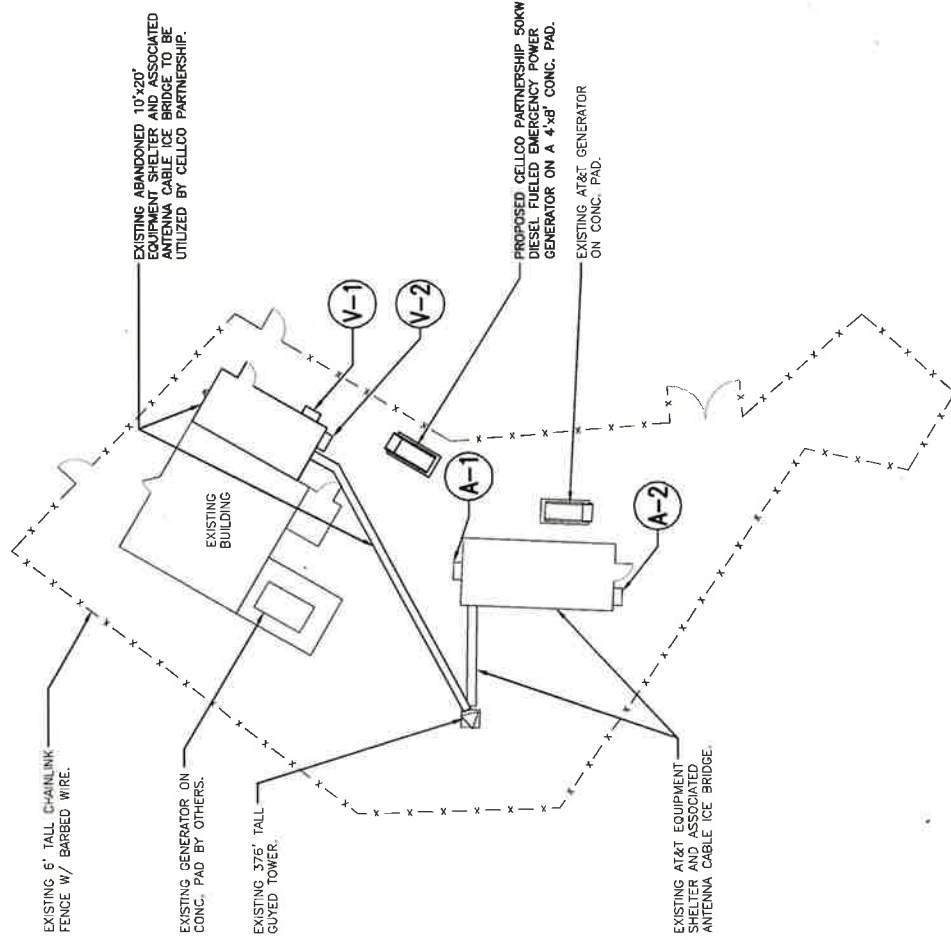 EXISTING 6' TALL CHAINLINK
FENCE W/ BARBED WIRE.
EXISTING GENERATOR ON
CONC. PAD BY OTHERS.
EXISTING 376' TALL
GUYED TOWER.
EXISTING AT&T EQUIPMENT
SHELTER AND ASSOCIATED
ANTENNA CABLE ICE BRIDGE.
EXISTING
BUILDING
EXISTING ABANDONED 10'x20'
EQUIPMENT SHELTER AND ASSOCIATED
ANTENNA CABLE ICE BRIDGE TO BE
UTILIZED BY CELLCO PARTNERSHIP.
V-1
V-2
A-1
A-2
PROPOSED CELLCO PARTNERSHIP 50KW
DIESEL FUELED EMERGENCY POWER
GENERATOR ON A 4'x8' CONC. PAD.
EXISTING AT&T GENERATOR
ON CONC. PAD.